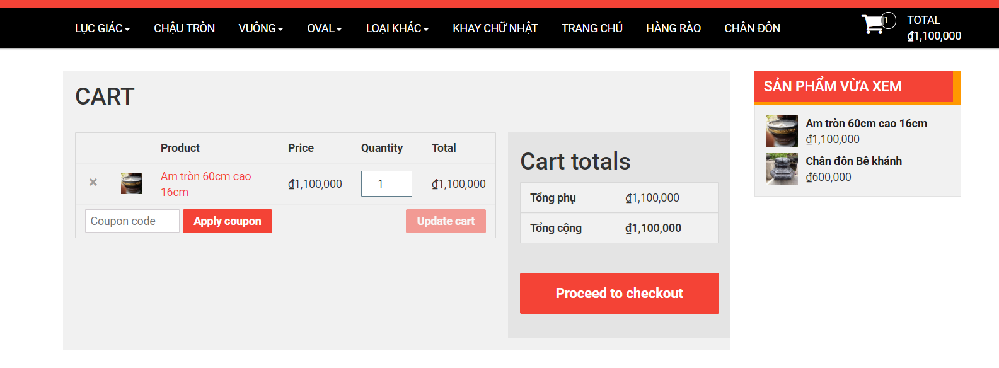 LỤC GIÁC CHẬU TRÒN VUÔNG OVAL LOẠI KHÁC KHAY CHỮ NHẬT TRANG CHỦ HÀNG RÀO CHÂN ĐÔN 1 TOTAL
₫1,100,000
CART
Product Price Quantity Total
× Am tròn 60cm cao
16cm ₫1,100,000 1 ₫1,100,000
Coupon code Apply coupon Update cart
Cart totals
Tổng phụ ₫1,100,000
Tổng cộng ₫1,100,000
Proceed to checkout
SẢN PHẨM VỪA XEM
Am tròn 60cm cao 16cm
₫1,100,000
Chân đôn Bê khánh
₫600,000